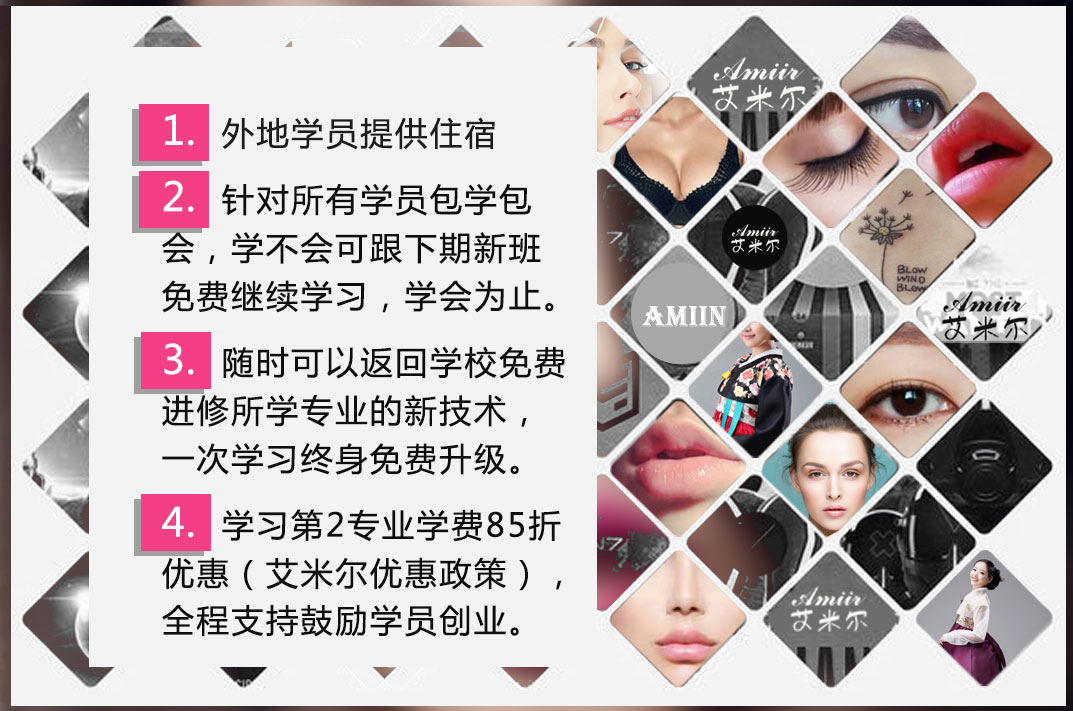 1. 外地学员提供住宿
2. 针对所有学员包学包
会，学不会可跟下期新班
免费继续学习，学会为止。
3. 随时可以返回学校免费
进修所学专业的新技术，
一次学习终身免费升级。
4. 学习第2专业学费85折
优惠（艾米尔优惠政策），
全程支持鼓励学员创业。
Amiir
艾米尔
Amiir
艾米尔
BLOW
WIND
BLOW
AMIIN
Amiir
艾米尔
Amiir
艾米尔